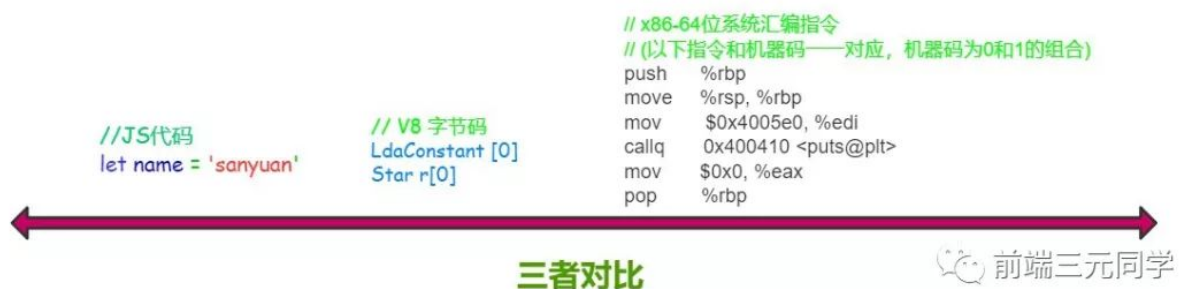 //JS代码
let name = 'sanyuan'
// V8 字节码
LdaConstant [0]
Star r[0]
// x86-64位系统汇编指令
// (以下指令和机器码一一对应，机器码为0和1的组合)
push %rbp
move %rsp, %rbp
mov $0x4005e0, %edi
callq 0x400410 <puts@plt>
mov $0x0, %eax
pop %rbp
三者对比
前端三元同学